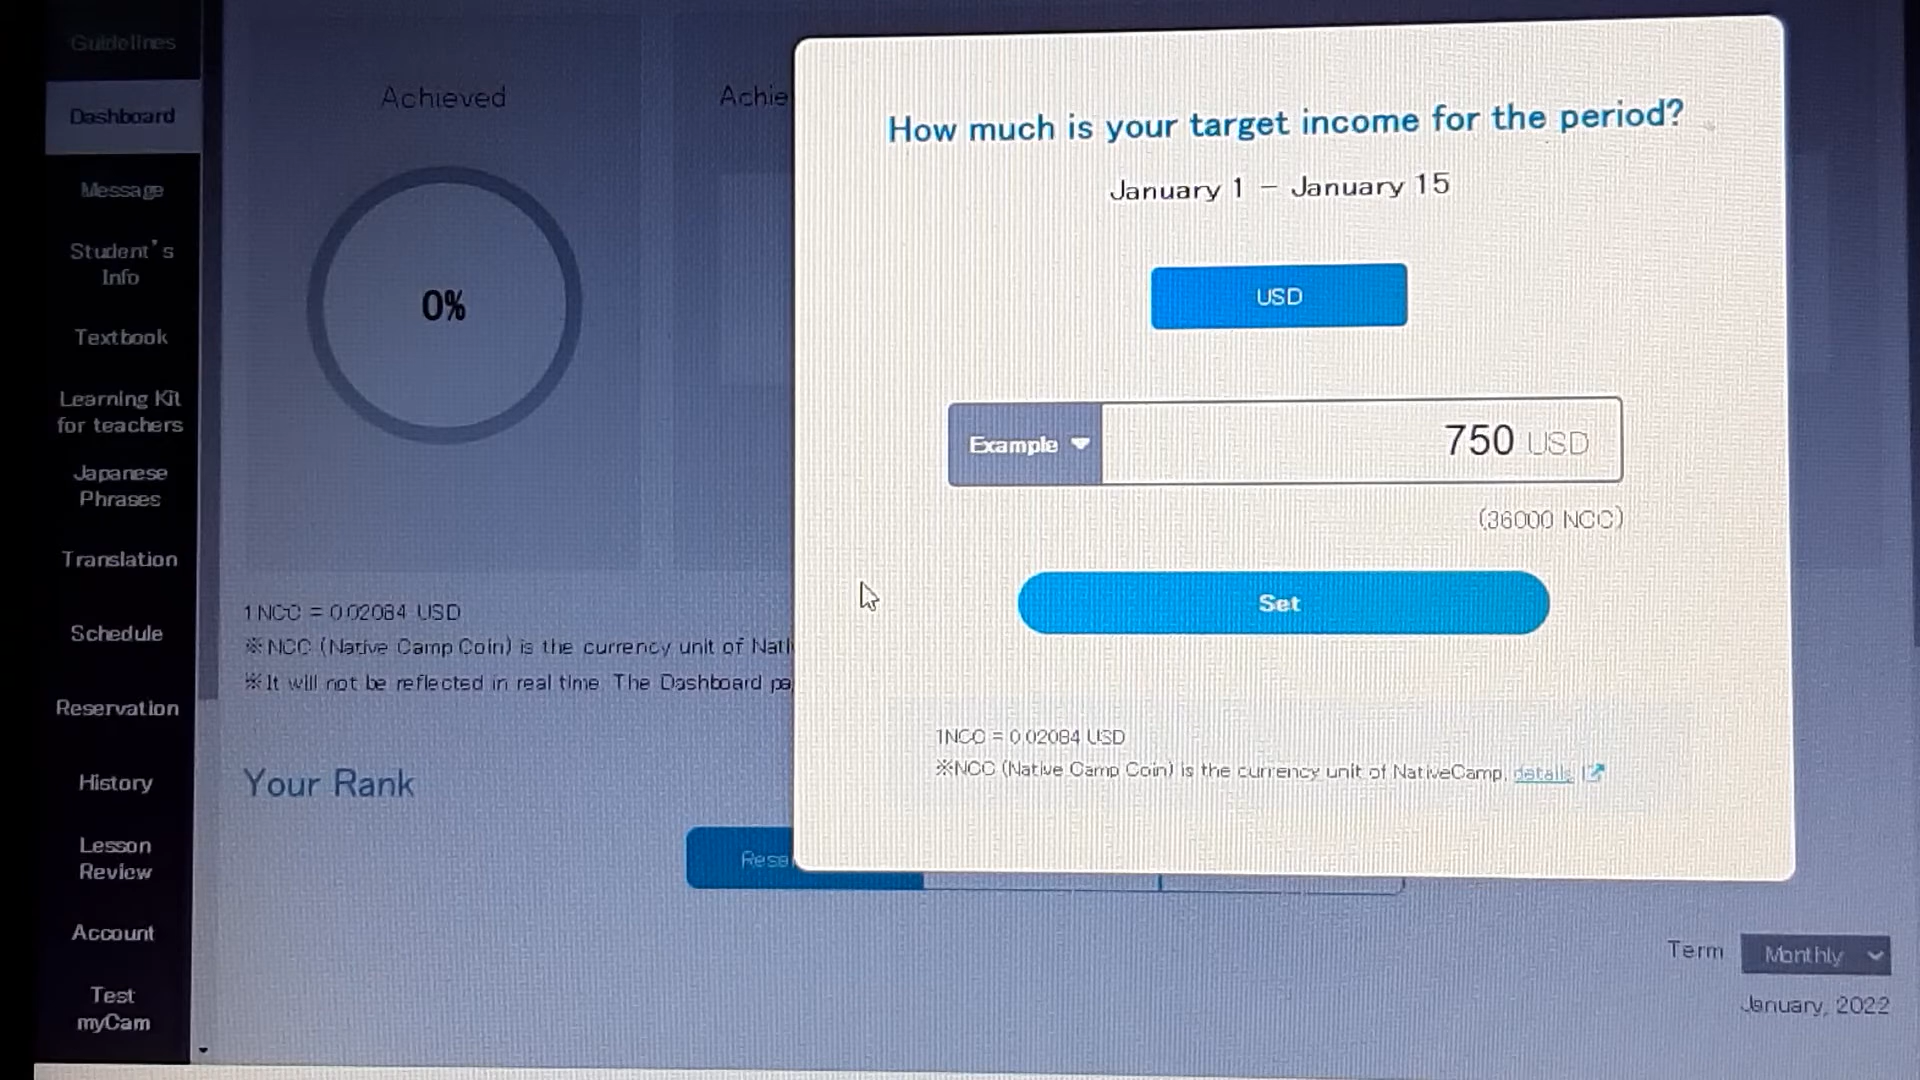 Guidelines
Dashboard
Message
Student's
Info
Textbook
Learning Kit
for teachers
Japanese
Phrases
Translation
Schedule
Reservation
History
Lesson
Review
Account
Test
myCam
Achieved
Achie
0%
1NCC = 0.02084 USD
※NCC (Native Camp Coin) is the currency unit of Nati
※It will not be reflected in real time. The Dashboard pa
Your Rank
Rese
Term
Monthly
January, 2022
How much is your target income for the period?
January 1 - January 15
USD
Example
750 USD
(36000 NCC)
Set
1NCC = 0.02084 USD
※NCC (Native Camp Coin) is the currency unit of NativeCamp. details